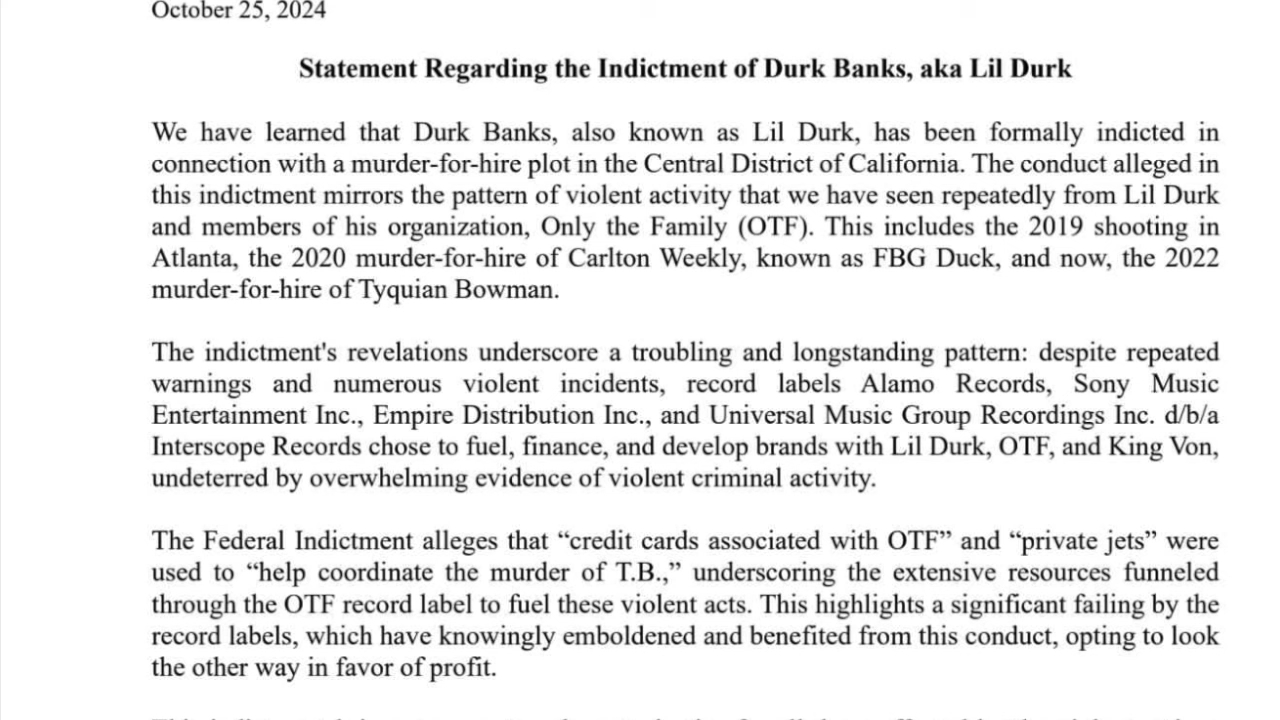 October 25, 2024
Statement Regarding the Indictment of Durk Banks, aka Lil Durk
We have learned that Durk Banks, also known as Lil Durk, has been formally indicted in
connection with a murder-for-hire plot in the Central District of California. The conduct alleged in
this indictment mirrors the pattern of violent activity that we have seen repeatedly from Lil Durk
and members of his organization, Only the Family (OTF). This includes the 2019 shooting in
Atlanta, the 2020 murder-for-hire of Carlton Weekly, known as FBG Duck, and now, the 2022
murder-for-hire of Tyquian Bowman.
The indictment's revelations underscore a troubling and longstanding pattern: despite repeated
warnings and numerous violent incidents, record labels Alamo Records, Sony Music
Entertainment Inc., Empire Distribution Inc., and Universal Music Group Recordings Inc. d/b/a
Interscope Records chose to fuel, finance, and develop brands with Lil Durk, OTF, and King Von,
undeterred by overwhelming evidence of violent criminal activity.
The Federal Indictment alleges that “credit cards associated with OTF” and “private jets” were
used to “help coordinate the murder of T.B.,” underscoring the extensive resources funneled
through the OTF record label to fuel these violent acts. This highlights a significant failing by the
record labels, which have knowingly emboldened and benefited from this conduct, opting to look
the other way in favor of profit.